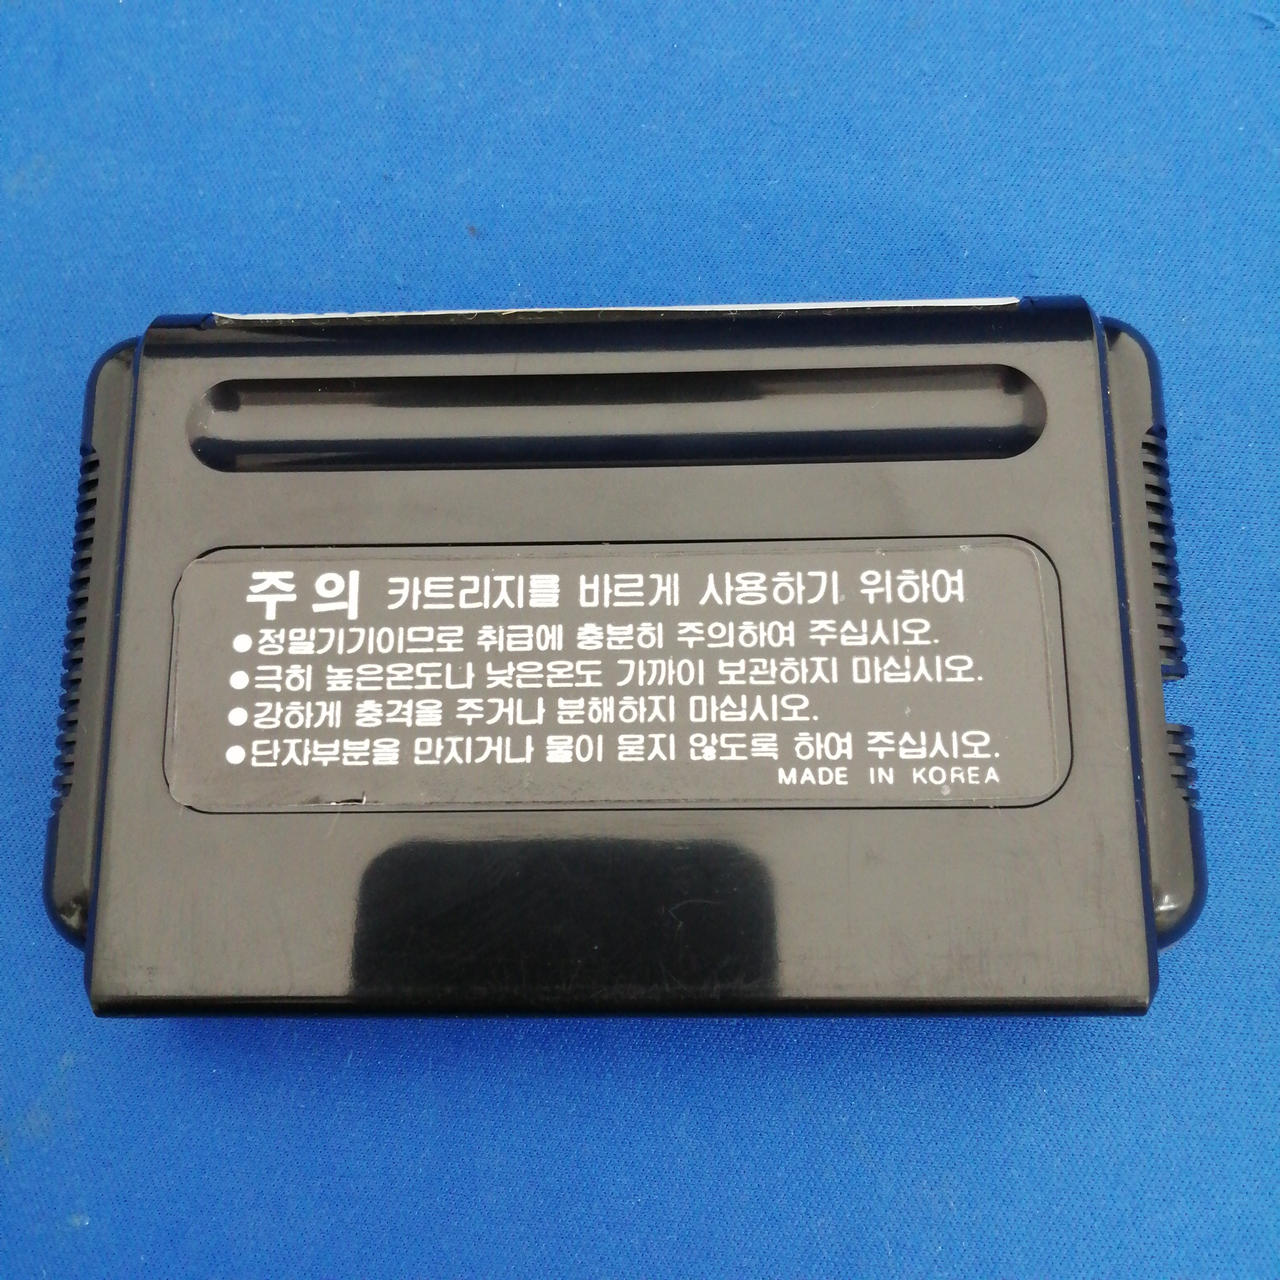 주의 카트리지를 바르게 사용하기 위하여
●정밀기기이므로 취급에 충분히 주의하여 주십시오.
●극히 높은온도나 낮은온도 가까이 보관하지 마십시오.
●강하게 충격을 주거나 분해하지 마십시오.
●단자부분을 만지거나 물이 묻지 않도록 하여 주십시오.
MADE IN KOREA